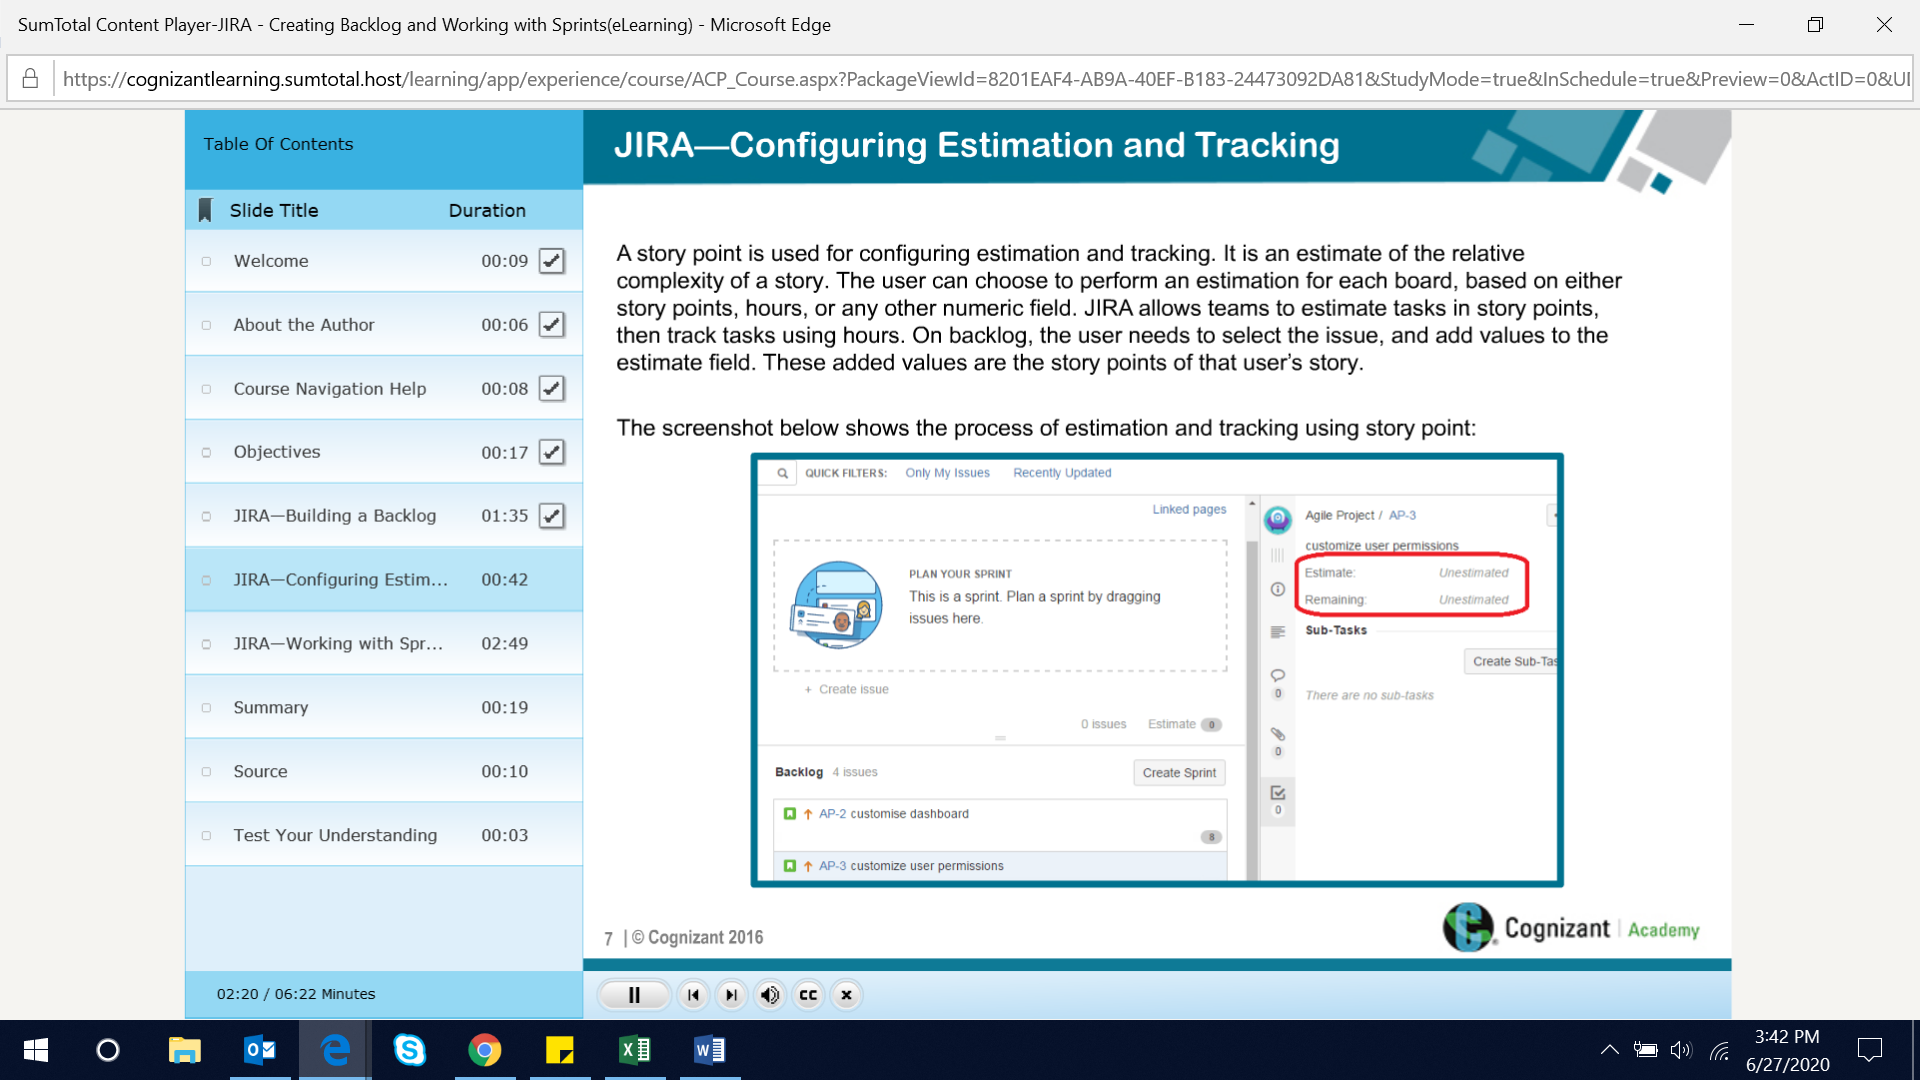 SumTotal Content Player-JIRA - Creating Backlog and Working with Sprints(eLearning) - Microsoft Edge
https://cognizantlearning.sumtotal.host/learning/app/experience/course/ACP_Course.aspx?PackageViewId=8201EAF4-AB9A-40EF-B183-24473092DA81&StudyMode=true&InSchedule=true&Preview=0&ActID=0&UI
Table Of Contents
Slide Title Duration
Welcome 00:09
About the Author 00:06
Course Navigation Help 00:08
Objectives 00:17
JIRA—Building a Backlog 01:35
JIRA—Configuring Estim... 00:42
JIRA—Working with Spr... 02:49
Summary 00:19
Source 00:10
Test Your Understanding 00:03
02:20 / 06:22 Minutes
JIRA—Configuring Estimation and Tracking
A story point is used for configuring estimation and tracking. It is an estimate of the relative
complexity of a story. The user can choose to perform an estimation for each board, based on either
story points, hours, or any other numeric field. JIRA allows teams to estimate tasks in story points,
then track tasks using hours. On backlog, the user needs to select the issue, and add values to the
estimate field. These added values are the story points of that user’s story.
The screenshot below shows the process of estimation and tracking using story point:
QUICK FILTERS: Only My Issues Recently Updated
Linked pages
PLAN YOUR SPRINT
This is a sprint. Plan a sprint by dragging
issues here.
+ Create issue
0 issues Estimate 0
Backlog 4 issues Create Sprint
AP-2 customise dashboard
8
AP-3 customize user permissions
Agile Project / AP-3
customize user permissions
Estimate: Unestimated
Remaining: Unestimated
Sub-Tasks
Create Sub-Tas
There are no sub-tasks
0
0
0
7 | © Cognizant 2016
Cognizant | Academy
CC
3:42 PM
6/27/2020